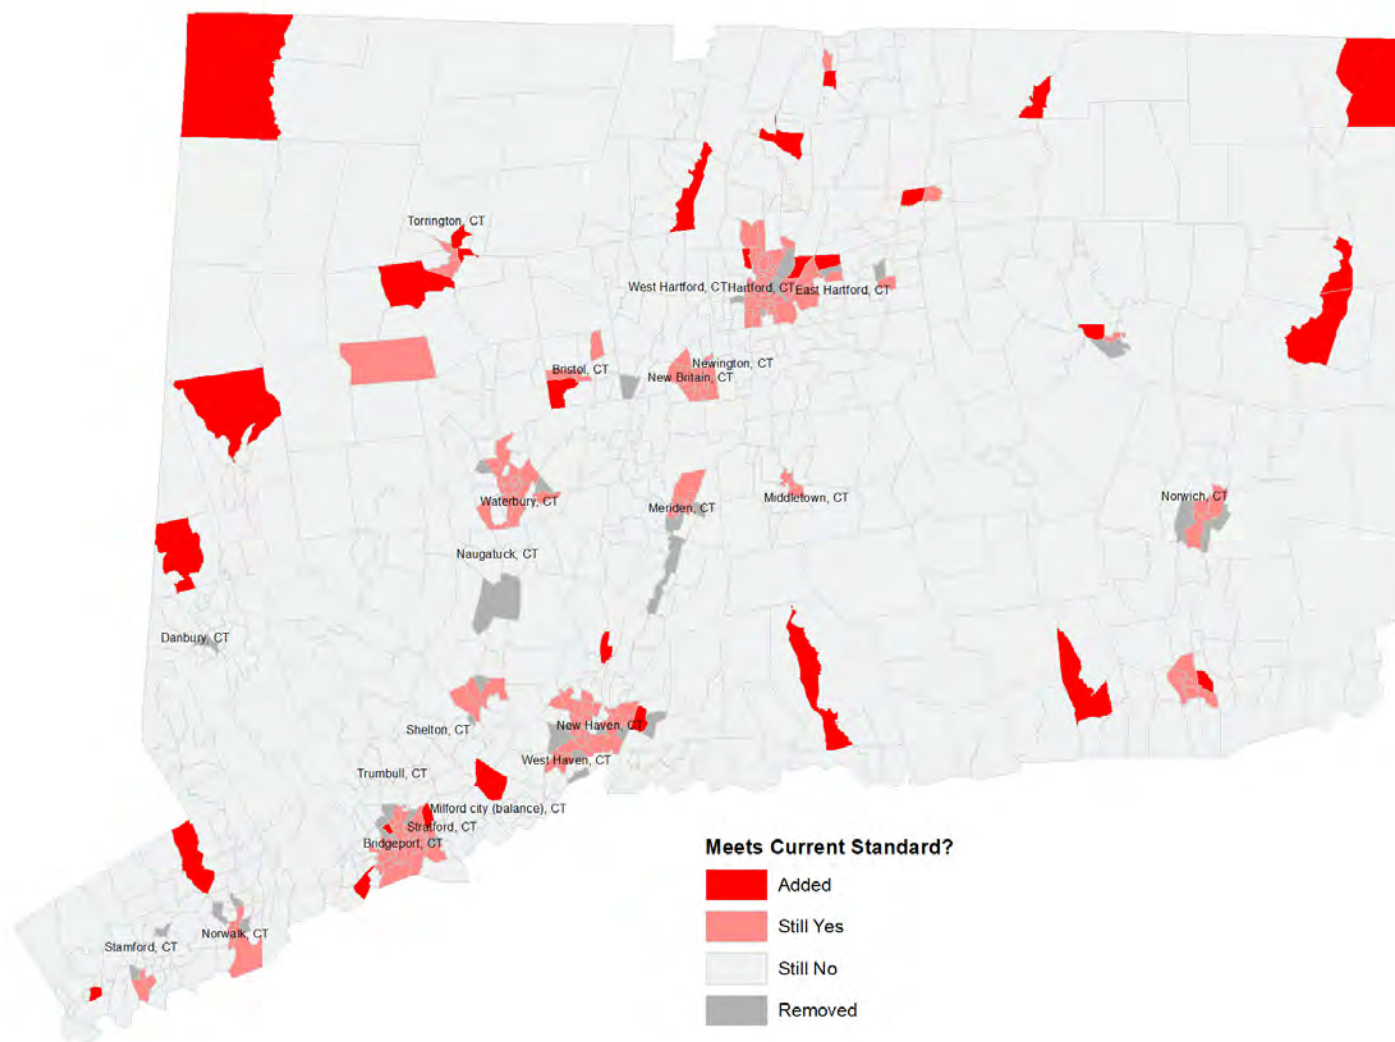 Torrington, CT
West Hartford, CT
Hartford, CT
East Hartford, CT
Newington, CT
Bristol, CT
New Britain, CT
Waterbury, CT
Meriden, CT
Middletown, CT
Norwich, CT
Naugatuck, CT
Danbury, CT
New Haven, CT
Shelton, CT
West Haven, CT
Trumbull, CT
Milford city (balance), CT
Stratford, CT
Bridgeport, CT
Norwalk, CT
Stamford, CT
Meets Current Standard?
Added
Still Yes
Still No
Removed